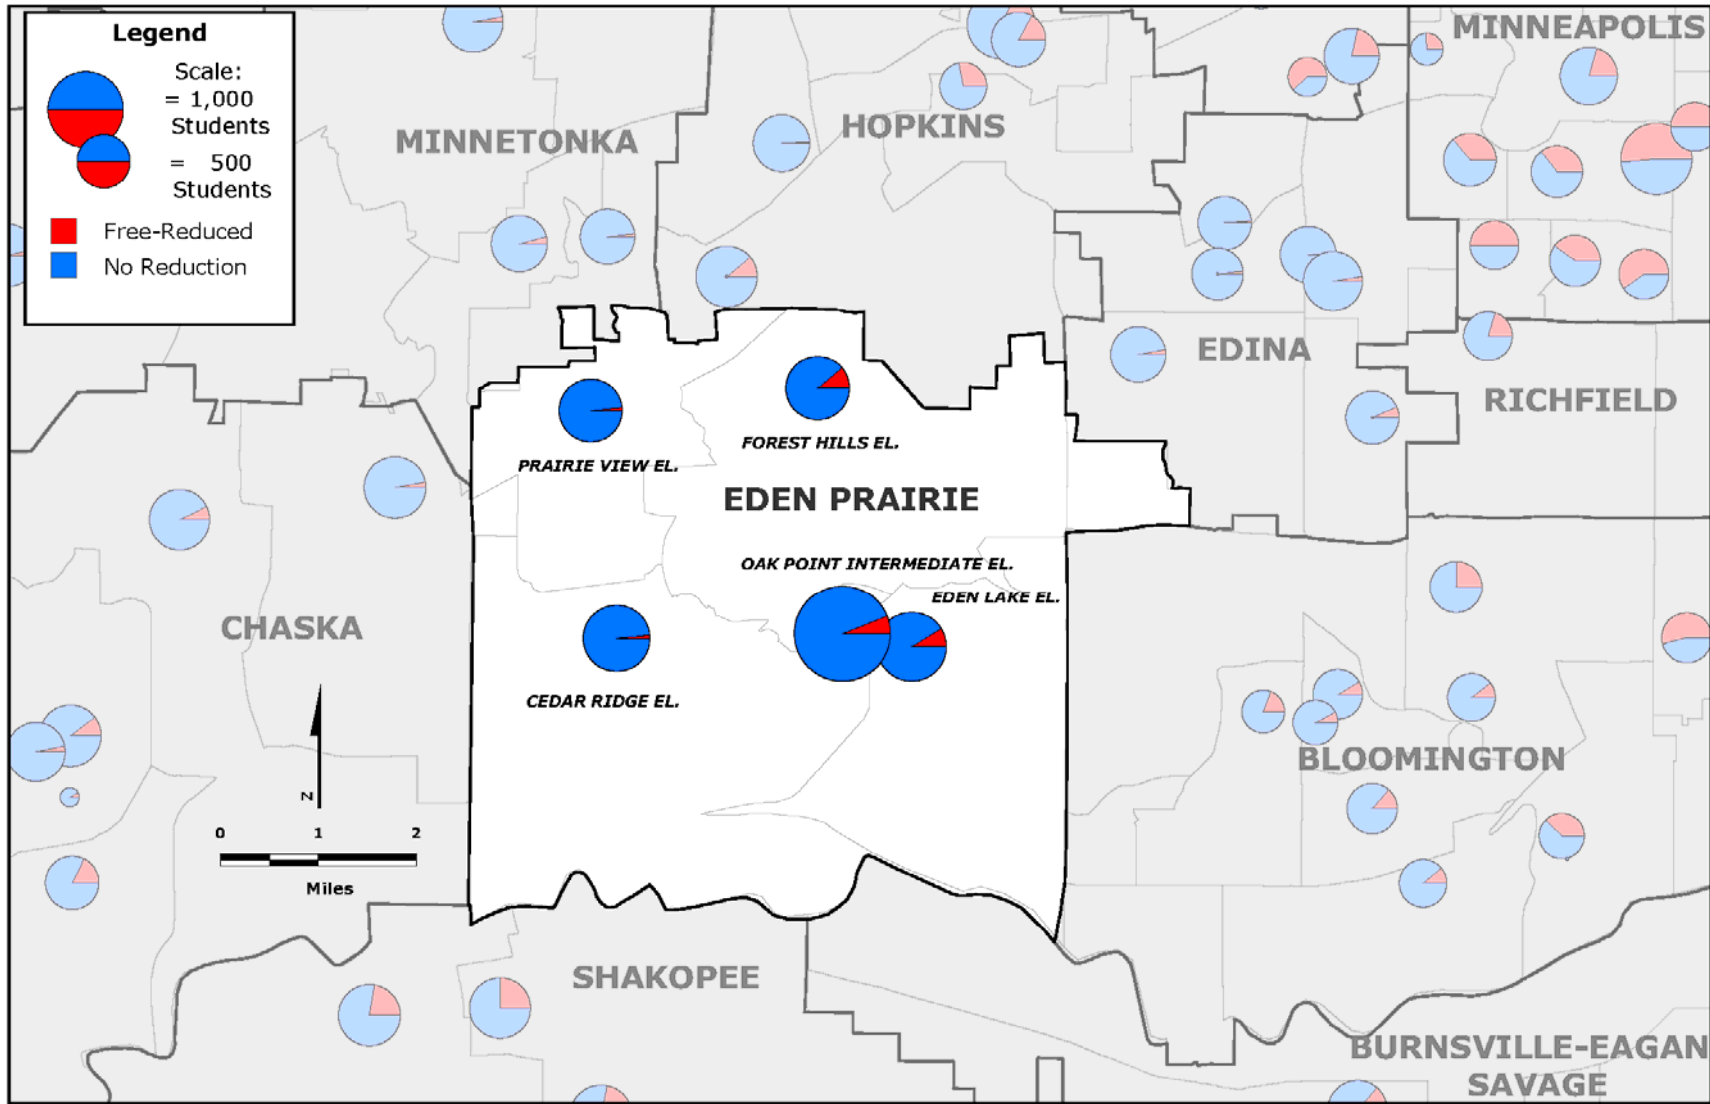 Legend
Scale:
= 1,000
Students
= 500
Students
Free-Reduced
No Reduction
MINNEAPOLIS
MINNETONKA
HOPKINS
EDINA
RICHFIELD
FOREST HILLS EL.
PRAIRIE VIEW EL.
EDEN PRAIRIE
OAK POINT INTERMEDIATE EL.
EDEN LAKE EL.
CHASKA
CEDAR RIDGE EL.
BLOOMINGTON
N
0 1 2
Miles
SHAKOPEE
BURNSVILLE-EAGAN
SAVAGE